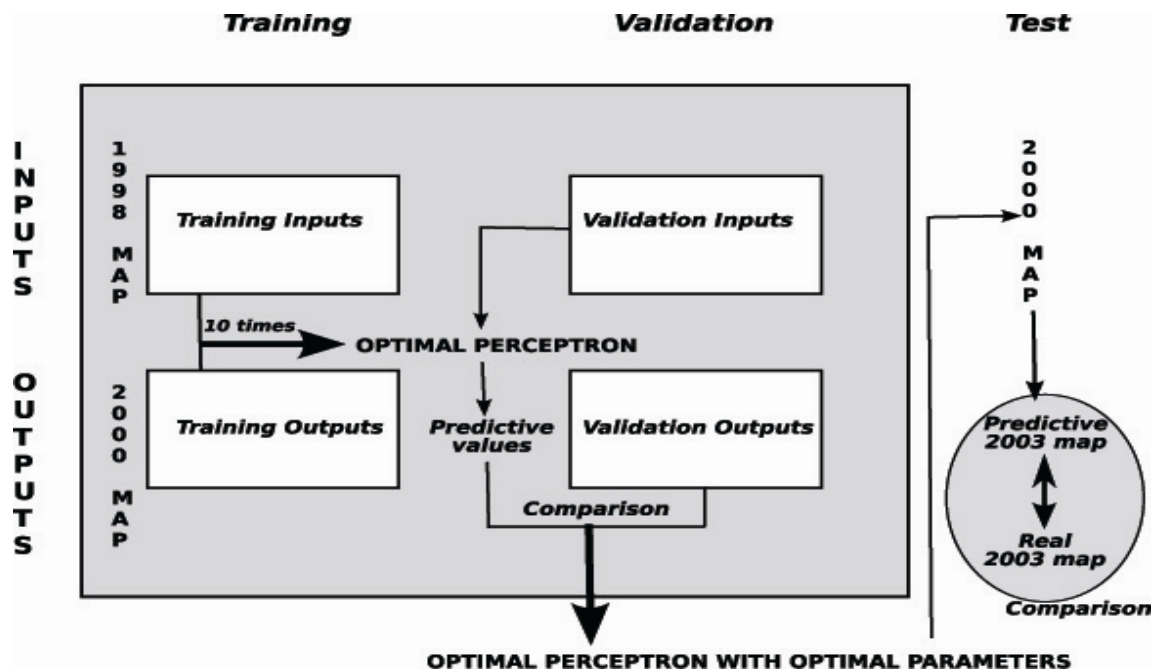 Training
Validation
Test
INPUTS
1998 MAP
Training Inputs
Validation Inputs
2000 MAP
10 times
OPTIMAL PERCEPTRON
OUTPUTS
2000 MAP
Training Outputs
Predictive
values
Validation Outputs
Predictive
2003 map
Comparison
Real
2003 map
Comparison
OPTIMAL PERCEPTRON WITH OPTIMAL PARAMETERS